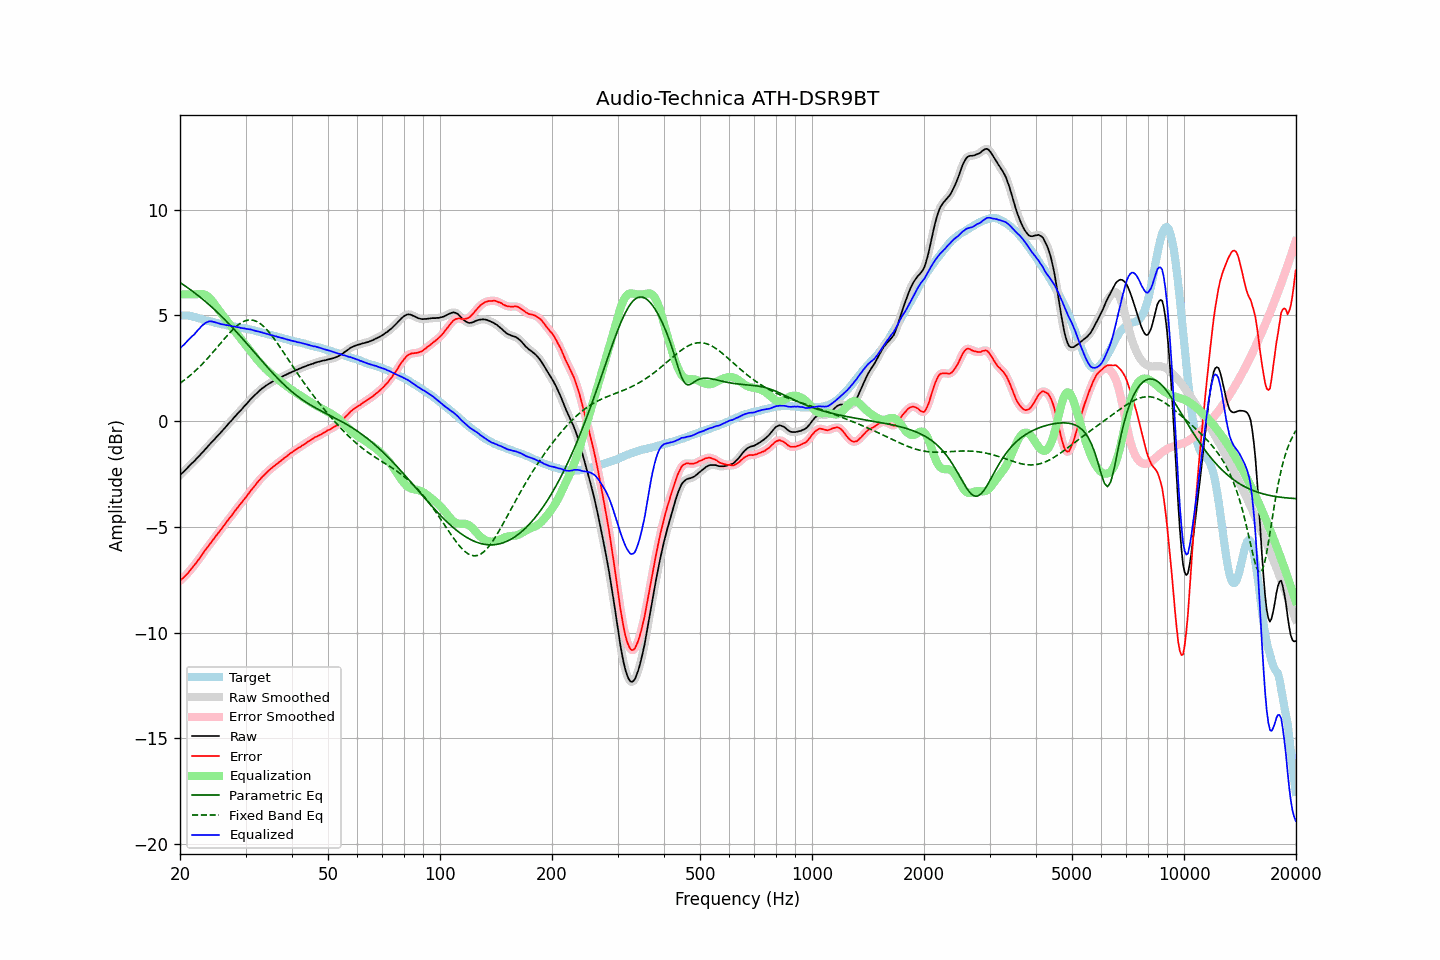 Audio-Technica ATH-DSR9BT
Amplitude (dBr)
10
5
0
−5
−10
−15
−20
Target
Raw Smoothed
Error Smoothed
Raw
Error
Equalization
Parametric Eq
Fixed Band Eq
Equalized
20 50 100 200 500 1000 2000 5000 10000 20000
Frequency (Hz)